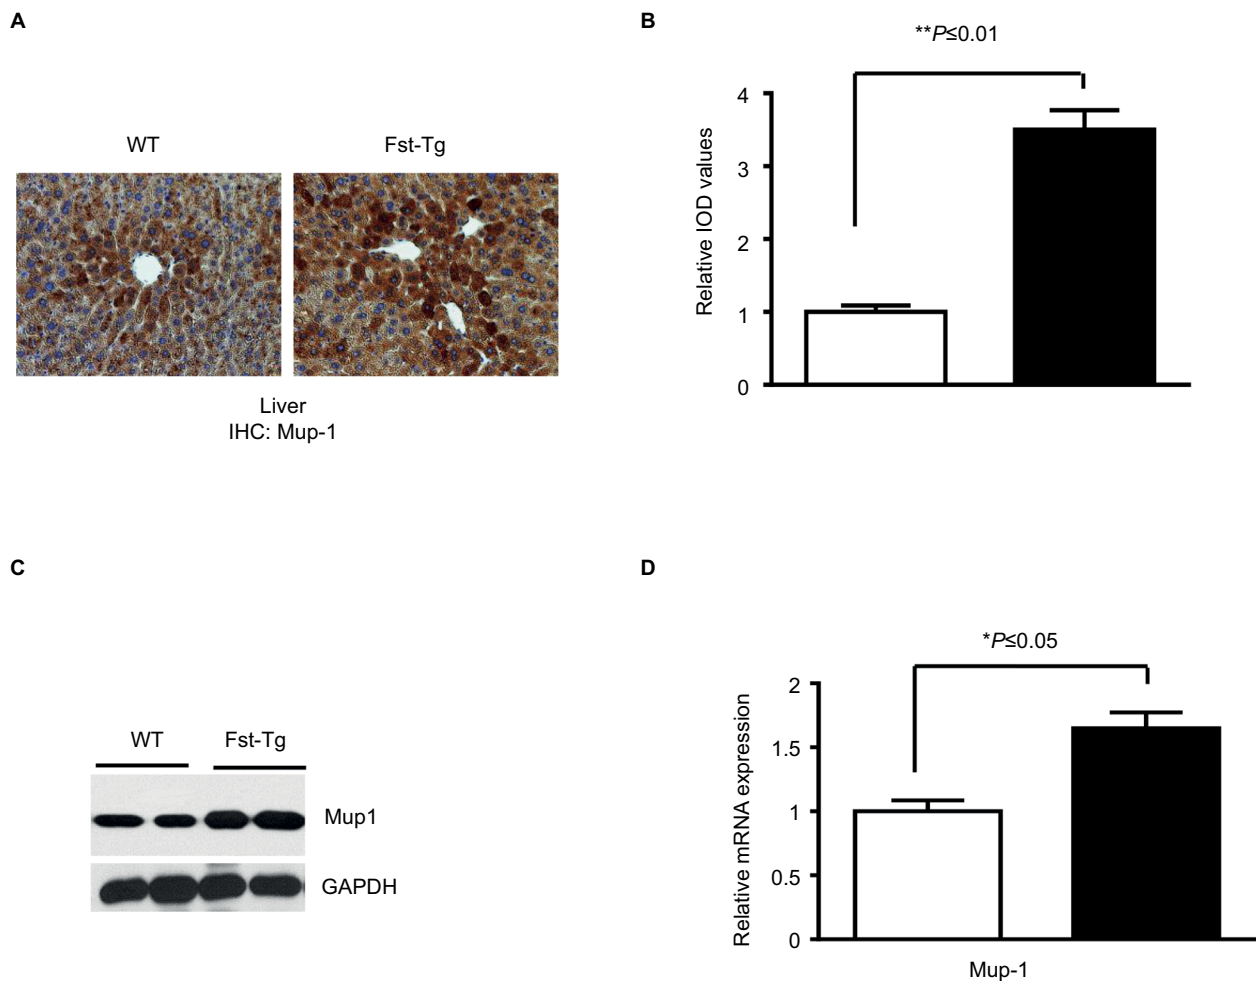 A
WT
Fst-Tg
Liver
IHC: Mup-1
B
**P≤0.01
Relative IOD values
4
3
2
1
0
C
WT
Fst-Tg
Mup1
GAPDH
D
*P≤0.05
Relative mRNA expression
2
1.5
1
0.5
0
Mup-1